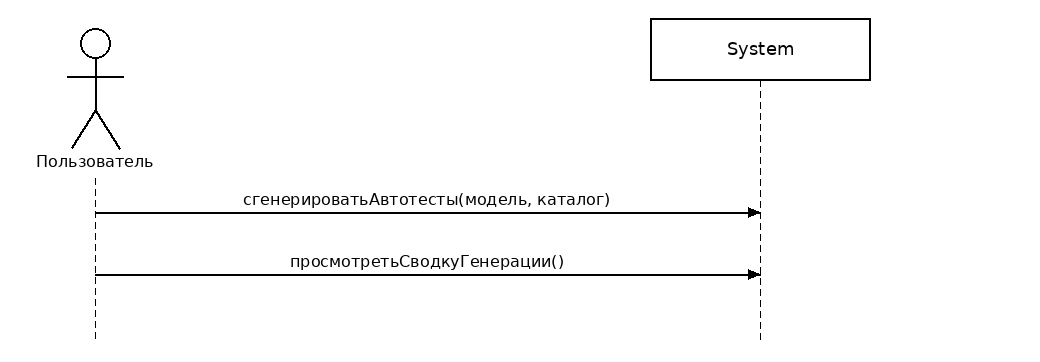 System
Пользователь
сгенерироватьАвтотесты(модель, каталог)
просмотретьСводкуГенерации()